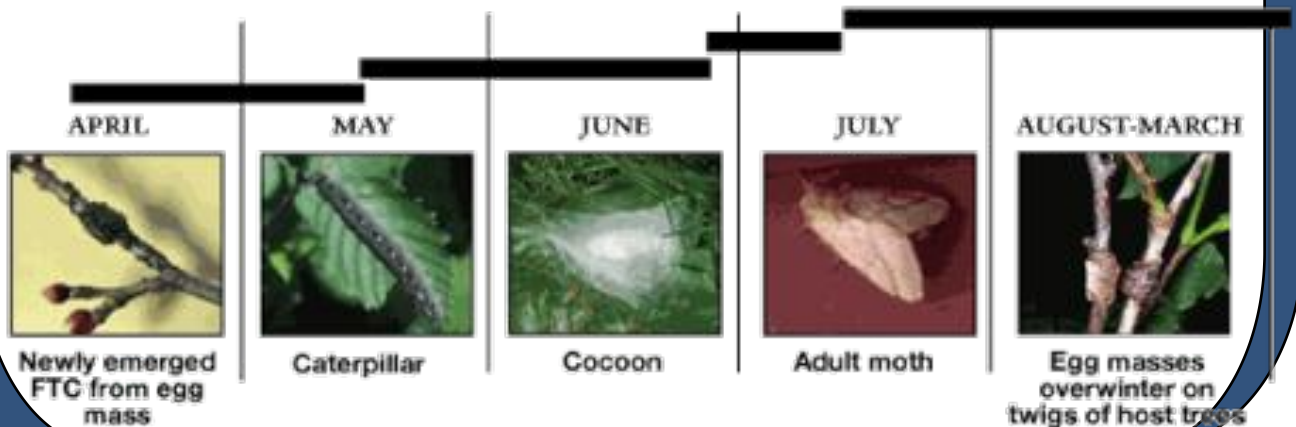 APRIL
MAY
JUNE
JULY
AUGUST-MARCH
Newly emerged
FTC from egg
mass
Caterpillar
Cocoon
Adult moth
Egg masses
overwinter on
twigs of host trees